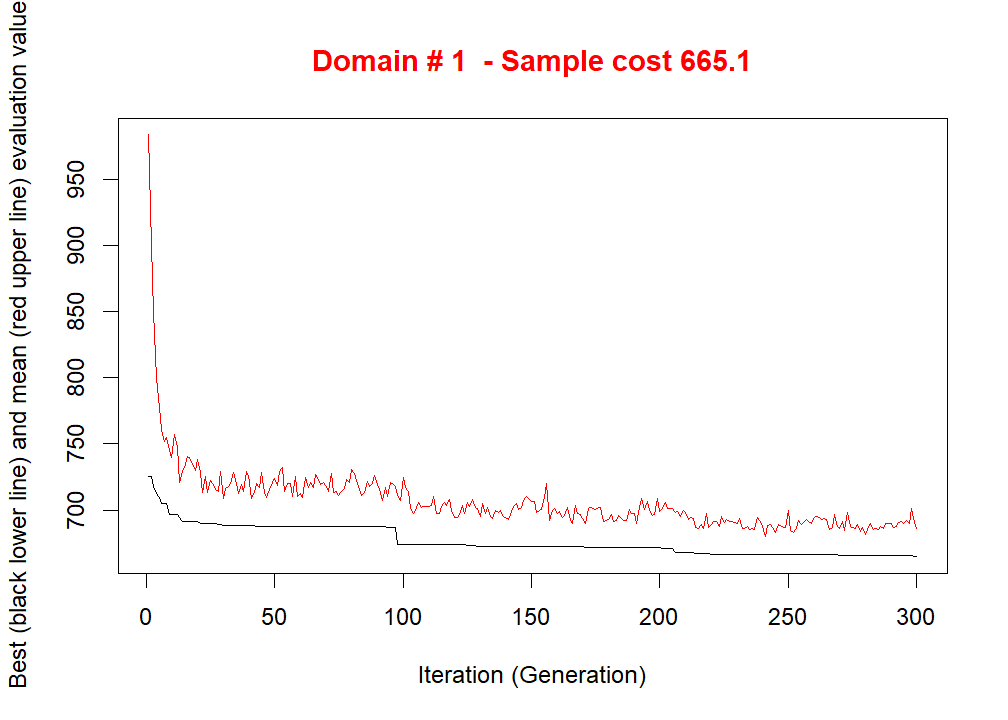 Domain # 1  - Sample cost 665.1
Best (black lower line) and mean (red upper line) evaluation value
950
900
850
800
750
700
0 50 100 150 200 250 300
Iteration (Generation)